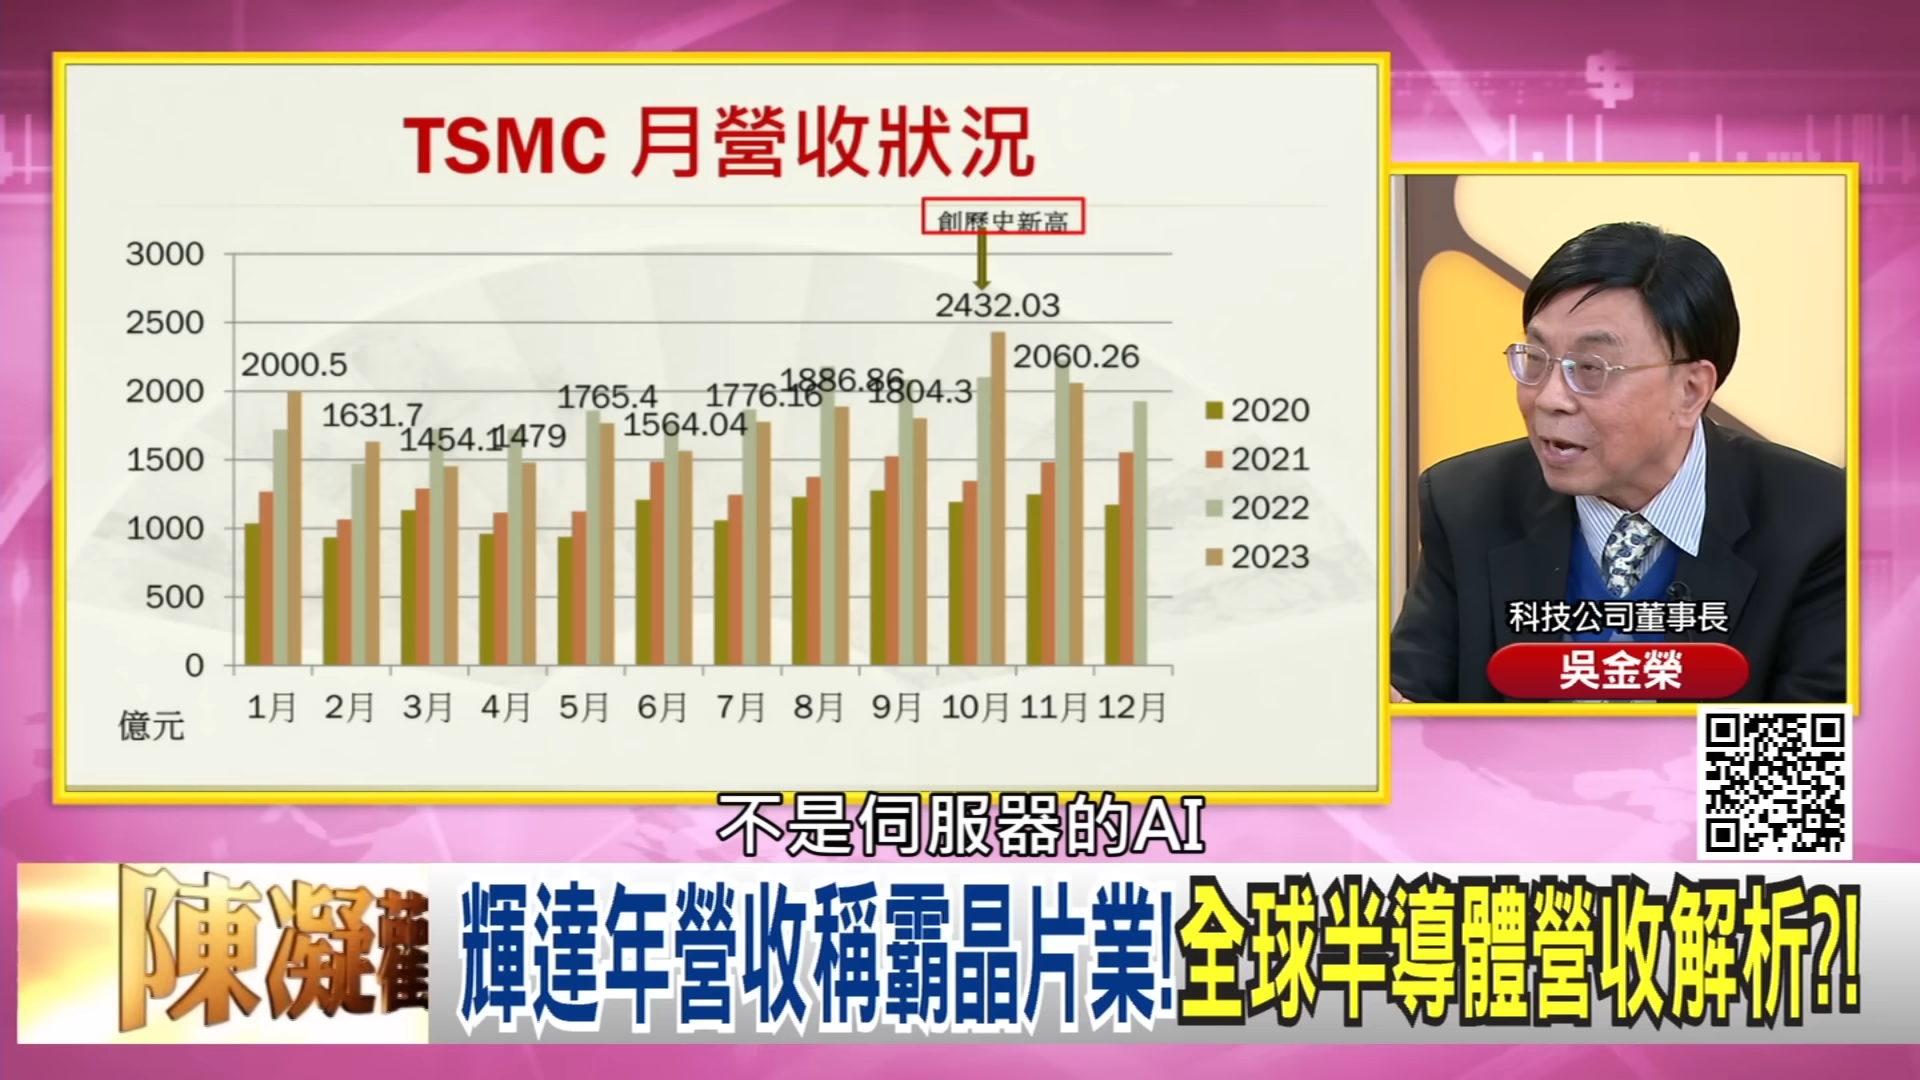 TSMC 月營收狀況
創歷史新高
3000
2500
2000
1500
1000
500
0
億元
2000.5
1631.7
1454.1
1479
1765.4
1564.04
1776.16
1886.86
1804.3
2432.03
2060.26
1月 2月 3月 4月 5月 6月 7月 8月 9月 10月 11月 12月
2020
2021
2022
2023
科技公司董事長
吳金榮
不是伺服器的AI
陳凝觀
輝達年營收稱霸晶片業!全球半導體營收解析?!